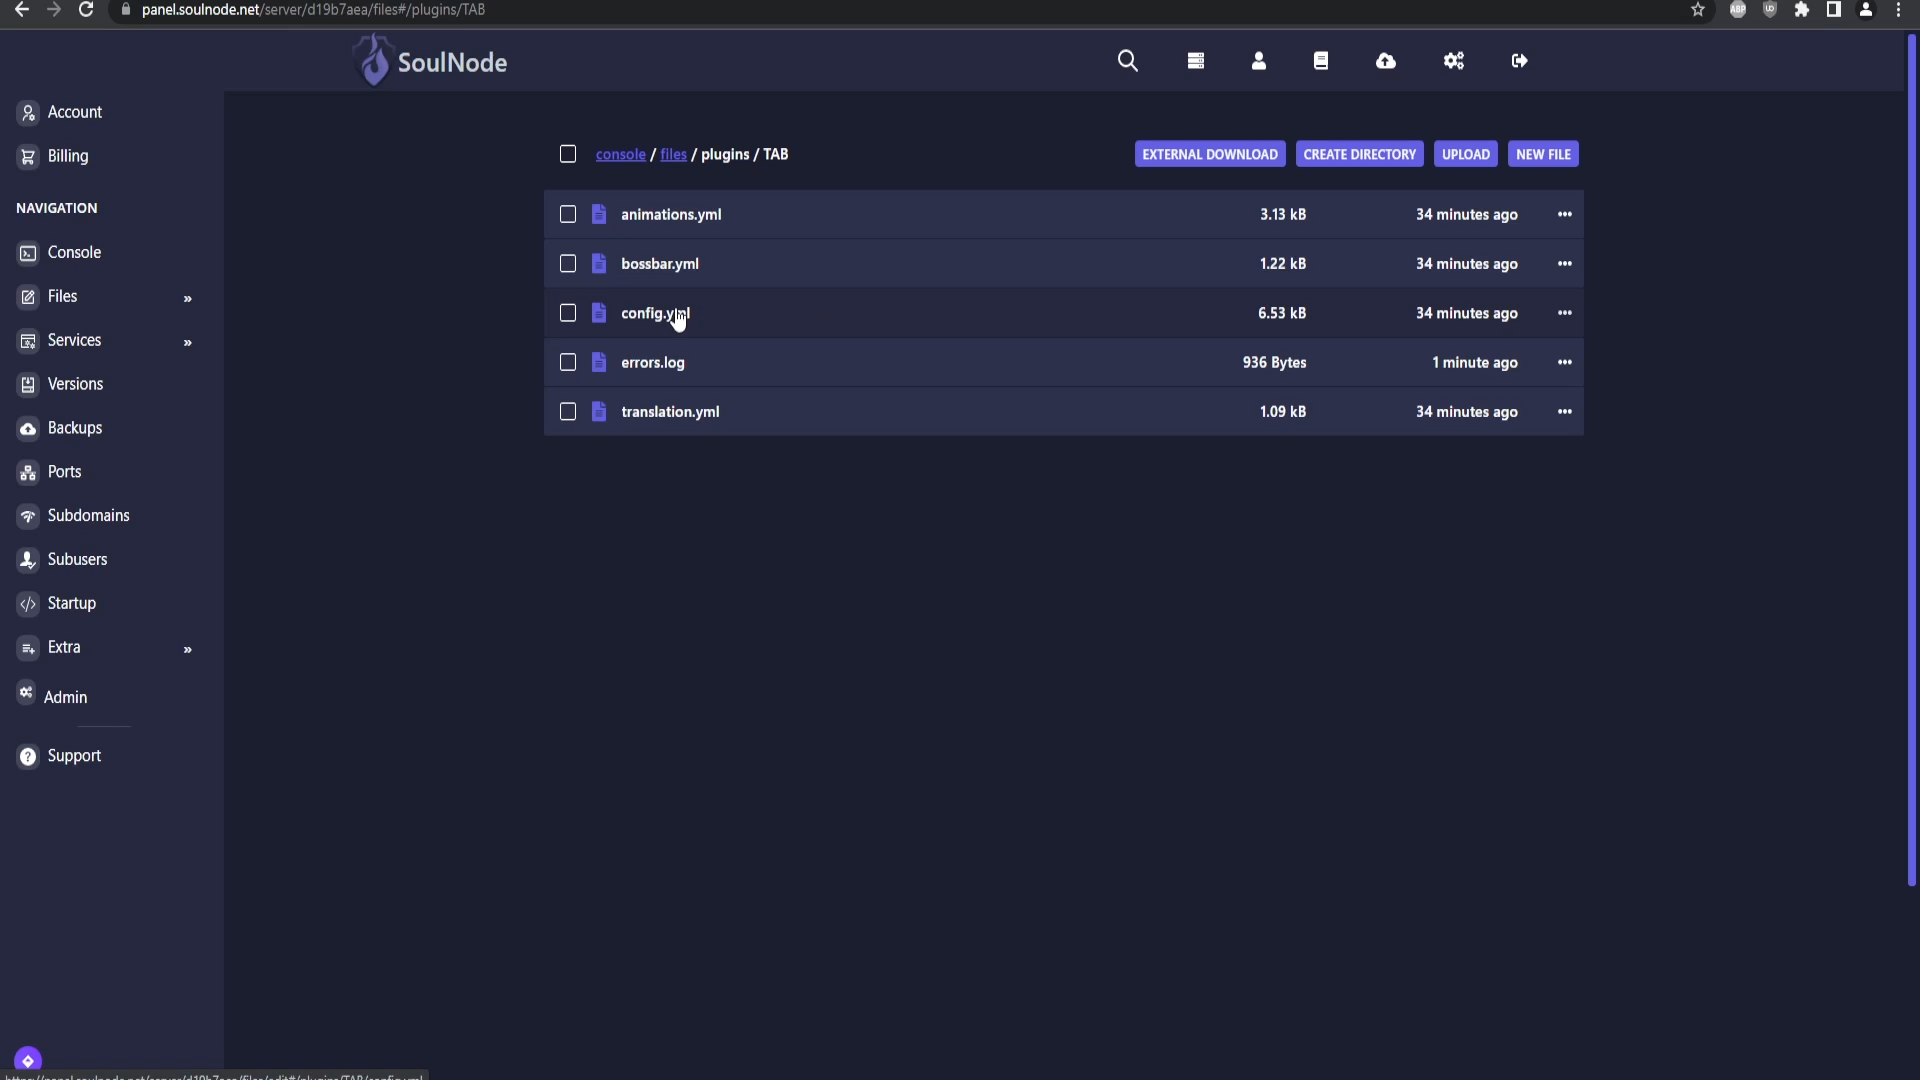 panel.soulnode.net/server/d19b7aea/files#/plugins/TAB
ABP
SoulNode
Account
Billing
NAVIGATION
Console
Files »
Services »
Versions
Backups
Ports
Subdomains
Subusers
Startup
Extra »
Admin
Support
console / files / plugins / TAB
EXTERNAL DOWNLOAD CREATE DIRECTORY UPLOAD NEW FILE
animations.yml 3.13 kB 34 minutes ago •••
bossbar.yml 1.22 kB 34 minutes ago •••
config.yml 6.53 kB 34 minutes ago •••
errors.log 936 Bytes 1 minute ago •••
translation.yml 1.09 kB 34 minutes ago •••